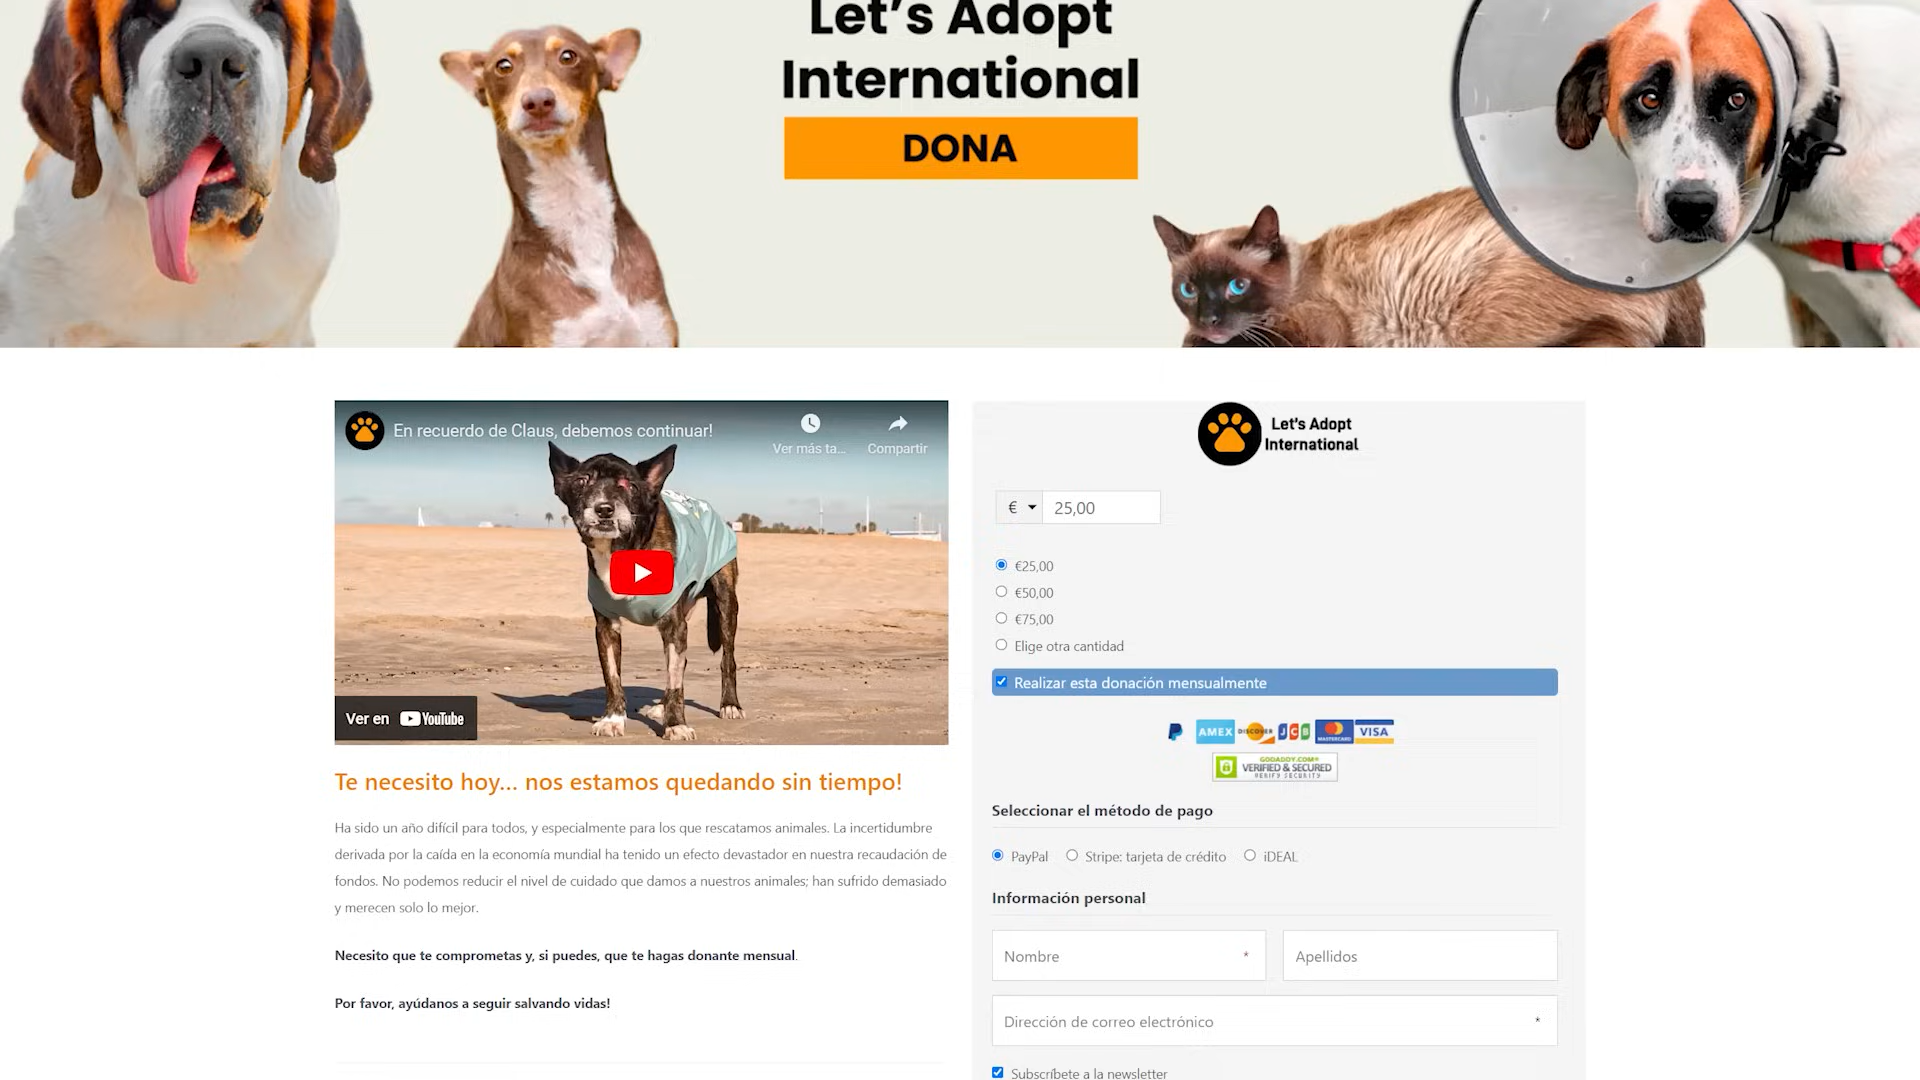 Let's Adopt
International
DONA
En recuerdo de Claus, debemos continuar!
Ver más ta...
Compartir
Ver en YouTube
Te necesito hoy... nos estamos quedando sin tiempo!
Ha sido un año difícil para todos, y especialmente para los que rescatamos animales. La incertidumbre
derivada por la caída en la economía mundial ha tenido un efecto devastador en nuestra recaudación de
fondos. No podemos reducir el nivel de cuidado que damos a nuestros animales; han sufrido demasiado
y merecen solo lo mejor.
Necesito que te comprometas y, si puedes, que te hagas donante mensual.
Por favor, ayúdanos a seguir salvando vidas!
Let's Adopt
International
€ 25,00
€25,00
€50,00
€75,00
Elige otra cantidad
Realizar esta donación mensualmente
AMEX DISCOVER JCB MASTERCARD VISA
GODADDY.COM®
VERIFIED & SECURED
VERIFY SECURITY
Seleccionar el método de pago
PayPal Stripe: tarjeta de crédito iDEAL
Información personal
Nombre * Apellidos
Dirección de correo electrónico *
Subscríbete a la newsletter